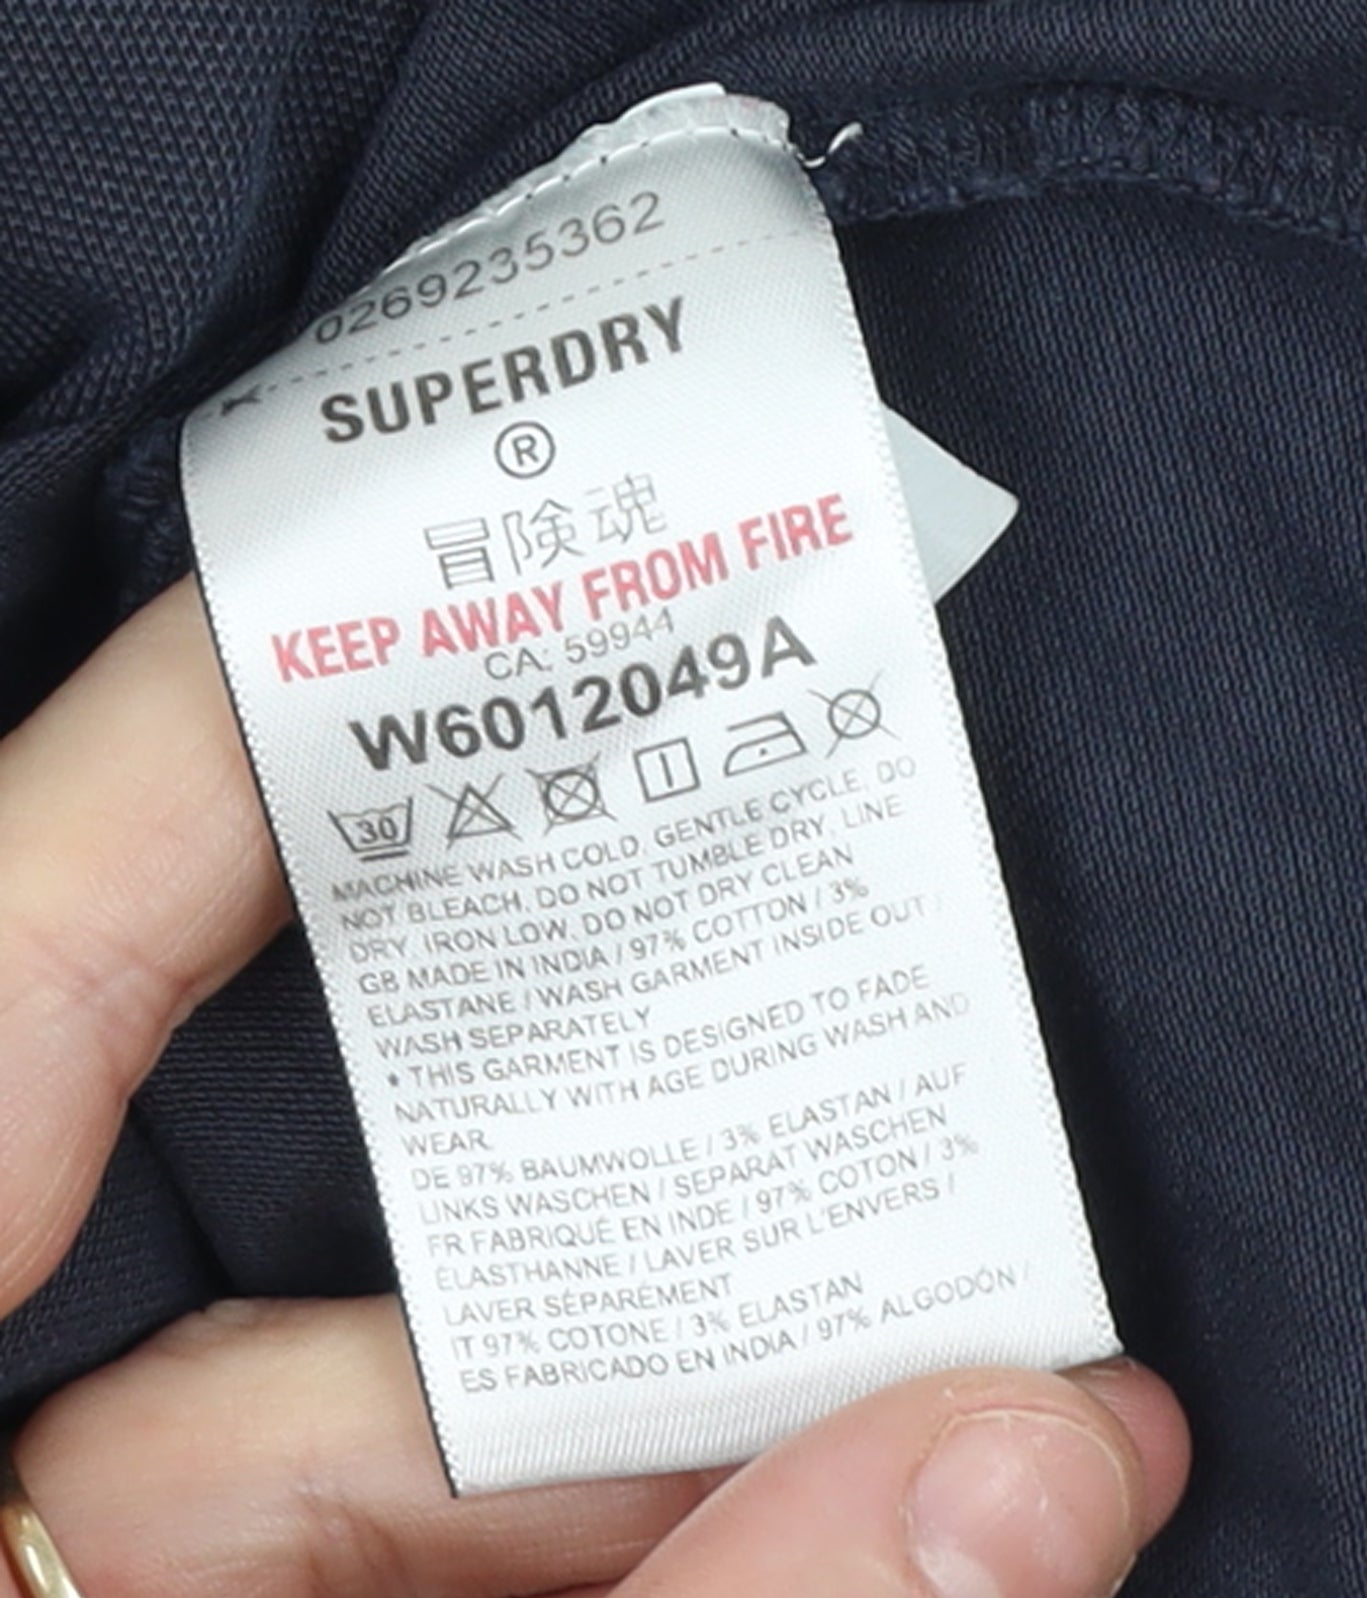 0269235362
SUPERDRY
®
冒険魂
KEEP AWAY FROM FIRE
CA: 59944
W6012049A
30
MACHINE WASH COLD, GENTLE CYCLE, DO
NOT BLEACH, DO NOT TUMBLE DRY, LINE
DRY, IRON LOW, DO NOT DRY CLEAN
GB MADE IN INDIA / 97% COTTON / 3%
ELASTANE / WASH GARMENT INSIDE OUT /
WASH SEPARATELY
• THIS GARMENT IS DESIGNED TO FADE
NATURALLY WITH AGE DURING WASH AND
WEAR.
DE 97% BAUMWOLLE / 3% ELASTAN / AUF
LINKS WASCHEN / SEPARAT WASCHEN
FR FABRIQUÉ EN INDE / 97% COTON / 3%
ÉLASTHANNE / LAVER SUR L'ENVERS /
LAVER SÉPARÉMENT
IT 97% COTONE / 3% ELASTAN
ES FABRICADO EN INDIA / 97% ALGODÓN /